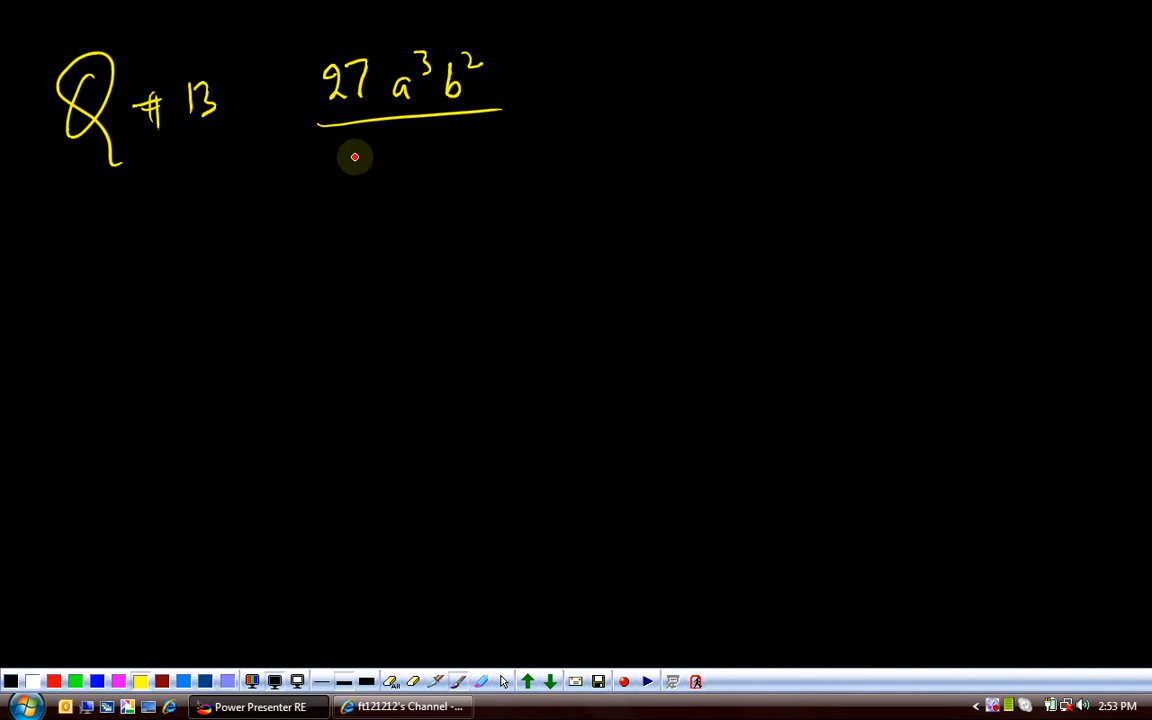 Q # 13 27 a³ b²
Power Presenter RE ft121212's Channel -... 2:53 PM